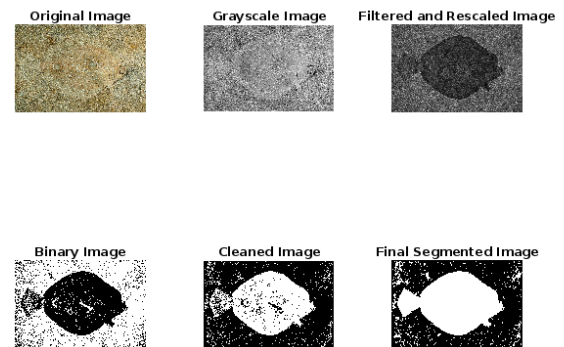 Original Image
Grayscale Image
Filtered and Rescaled Image
Binary Image
Cleaned Image
Final Segmented Image